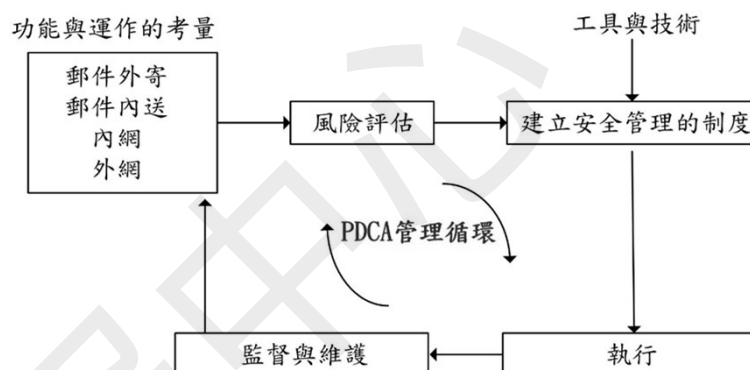 功能與運作的考量
工具與技術
郵件外寄
郵件內送
內網
外網
風險評估
建立安全管理的制度
PDCA管理循環
監督與維護
執行
中心